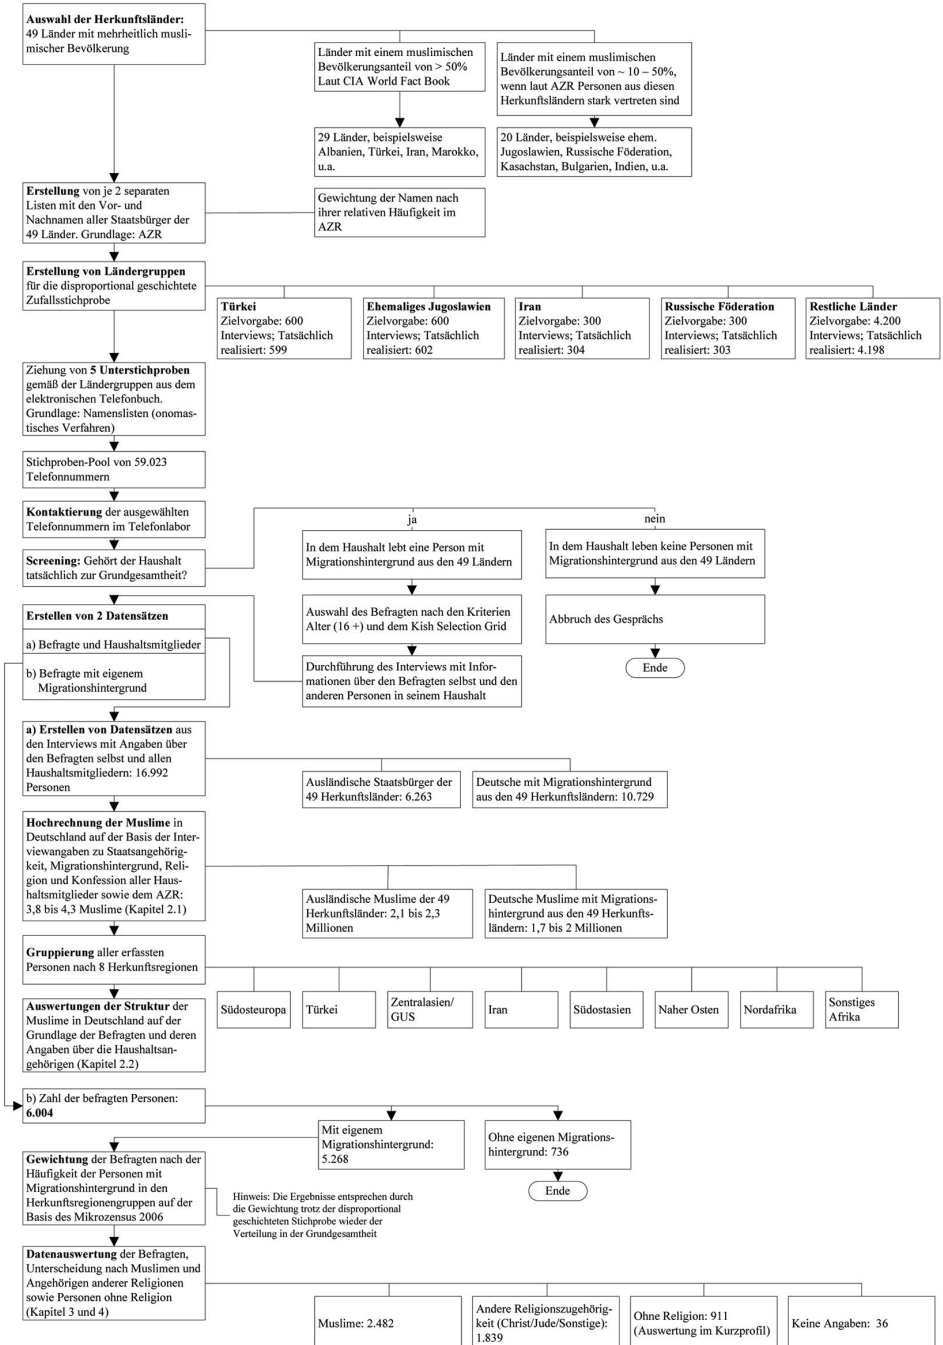 Auswahl der Herkunftsländer:
49 Länder mit mehrheitlich musli-
mischer Bevölkerung
Länder mit einem muslimischen
Bevölkerungsanteil von > 50%
Laut CIA World Fact Book
Länder mit einem muslimischen
Bevölkerungsanteil von ~ 10 – 50%,
wenn laut AZR Personen aus diesen
Herkunftsländern stark vertreten sind
29 Länder, beispielsweise
Albanien, Türkei, Iran, Marokko,
u.a.
20 Länder, beispielsweise ehem.
Jugoslawien, Russische Föderation,
Kasachstan, Bulgarien, Indien, u.a.
Erstellung von je 2 separaten
Listen mit den Vor- und
Nachnamen aller Staatsbürger der
49 Länder. Grundlage: AZR
Gewichtung der Namen nach
ihrer relativen Häufigkeit im
AZR
Erstellung von Ländergruppen
für die disproportional geschichtete
Zufallsstichprobe
Türkei
Zielvorgabe: 600
Interviews; Tatsächlich
realisiert: 599
Ehemaliges Jugoslawien
Zielvorgabe: 600
Interviews; Tatsächlich
realisiert: 602
Iran
Zielvorgabe: 300
Interviews; Tatsächlich
realisiert: 304
Russische Föderation
Zielvorgabe: 300
Interviews; Tatsächlich
realisiert: 303
Restliche Länder
Zielvorgabe: 4.200
Interviews; Tatsächlich
realisiert: 4.198
Ziehung von 5 Unterstichproben
gemäß der Ländergruppen aus dem
elektronischen Telefonbuch.
Grundlage: Namenslisten (onomas-
tisches Verfahren)
Stichproben-Pool von 59.023
Telefonnummern
Kontaktierung der ausgewählten
Telefonnummern im Telefonlabor
Screening: Gehört der Haushalt
tatsächlich zur Grundgesamtheit?
ja
nein
In dem Haushalt lebt eine Person mit
Migrationshintergrund aus den 49 Ländern
In dem Haushalt leben keine Personen mit
Migrationshintergrund aus den 49 Ländern
Auswahl des Befragten nach den Kriterien
Alter (16 +) und dem Kish Selection Grid
Abbruch des Gesprächs
Ende
Durchführung des Interviews mit Infor-
mationen über den Befragten selbst und den
anderen Personen in seinem Haushalt
Erstellen von 2 Datensätzen
a) Befragte und Haushaltsmitglieder
b) Befragte mit eigenem
Migrationshintergrund
a) Erstellen von Datensätzen aus
den Interviews mit Angaben über
den Befragten selbst und allen
Haushaltsmitgliedern: 16.992
Personen
Ausländische Staatsbürger der
49 Herkunftsländer: 6.263
Deutsche mit Migrationshintergrund
aus den 49 Herkunftsländern: 10.729
Hochrechnung der Muslime in
Deutschland auf der Basis der Inter-
viewangaben zu Staatsangehörig-
keit, Migrationshintergrund, Reli-
gion und Konfession aller Haus-
haltsmitglieder sowie dem AZR:
3,8 bis 4,3 Muslime (Kapitel 2.1)
Ausländische Muslime der 49
Herkunftsländer: 2,1 bis 2,3
Millionen
Deutsche Muslime mit Migrations-
hintergrund aus den 49 Herkunfts-
ländern: 1,7 bis 2 Millionen
Gruppierung aller erfassten
Personen nach 8 Herkunftsregionen
Südosteuropa
Türkei
Zentralasien/
GUS
Iran
Südostasien
Naher Osten
Nordafrika
Sonstiges
Afrika
Auswertungen der Struktur der
Muslime in Deutschland auf der
Grundlage der Befragten und deren
Angaben über die Haushaltsan-
gehörigen (Kapitel 2.2)
b) Zahl der befragten Personen:
6.004
Mit eigenem
Migrationshintergrund:
5.268
Ohne eigenen Migrations-
hintergrund: 736
Ende
Gewichtung der Befragten nach der
Häufigkeit der Personen mit
Migrationshintergrund in den
Herkunftsregionengruppen auf der
Basis des Mikrozensus 2006
Hinweis: Die Ergebnisse entsprechen durch
die Gewichtung trotz der disproportional
geschichteten Stichprobe wieder der
Verteilung in der Grundgesamtheit
Datenauswertung der Befragten,
Unterscheidung nach Muslimen und
Angehörigen anderer Religionen
sowie Personen ohne Religion
(Kapitel 3 und 4)
Muslime: 2.482
Andere Religionszugehörig-
keit (Christ/Jude/Sonstige):
1.839
Ohne Religion: 911
(Auswertung im Kurzprofil)
Keine Angaben: 36